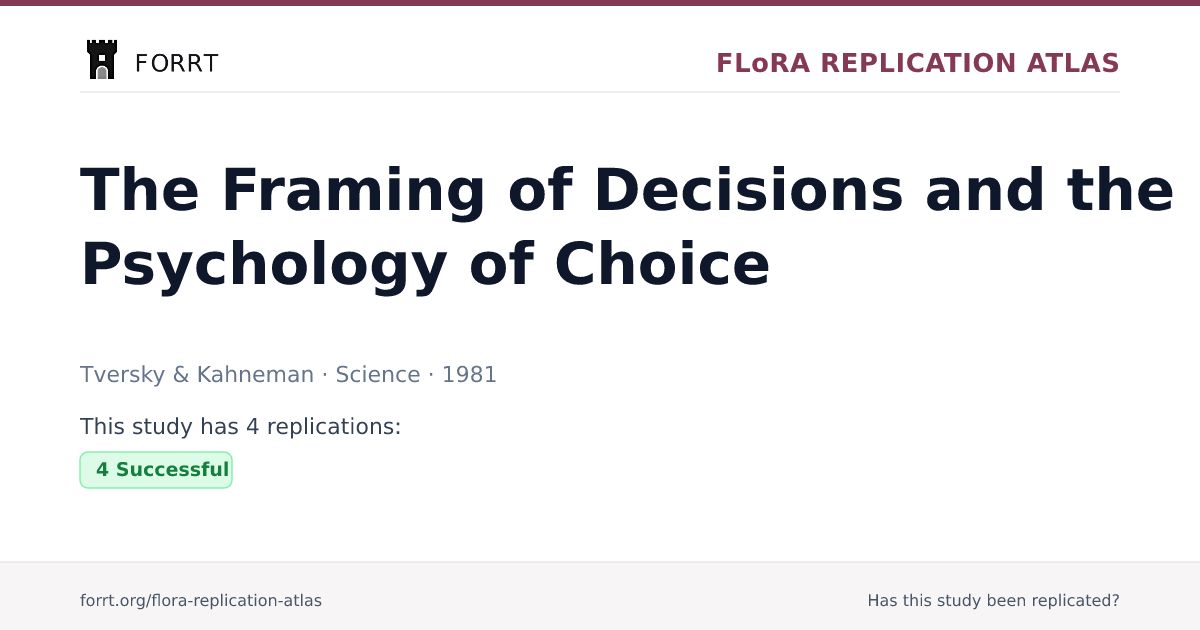 FORRT
FLoRA REPLICATION ATLAS
The Framing of Decisions and the
Psychology of Choice
Tversky & Kahneman · Science · 1981
This study has 4 replications:
4 Successful
forrt.org/flora-replication-atlas
Has this study been replicated?